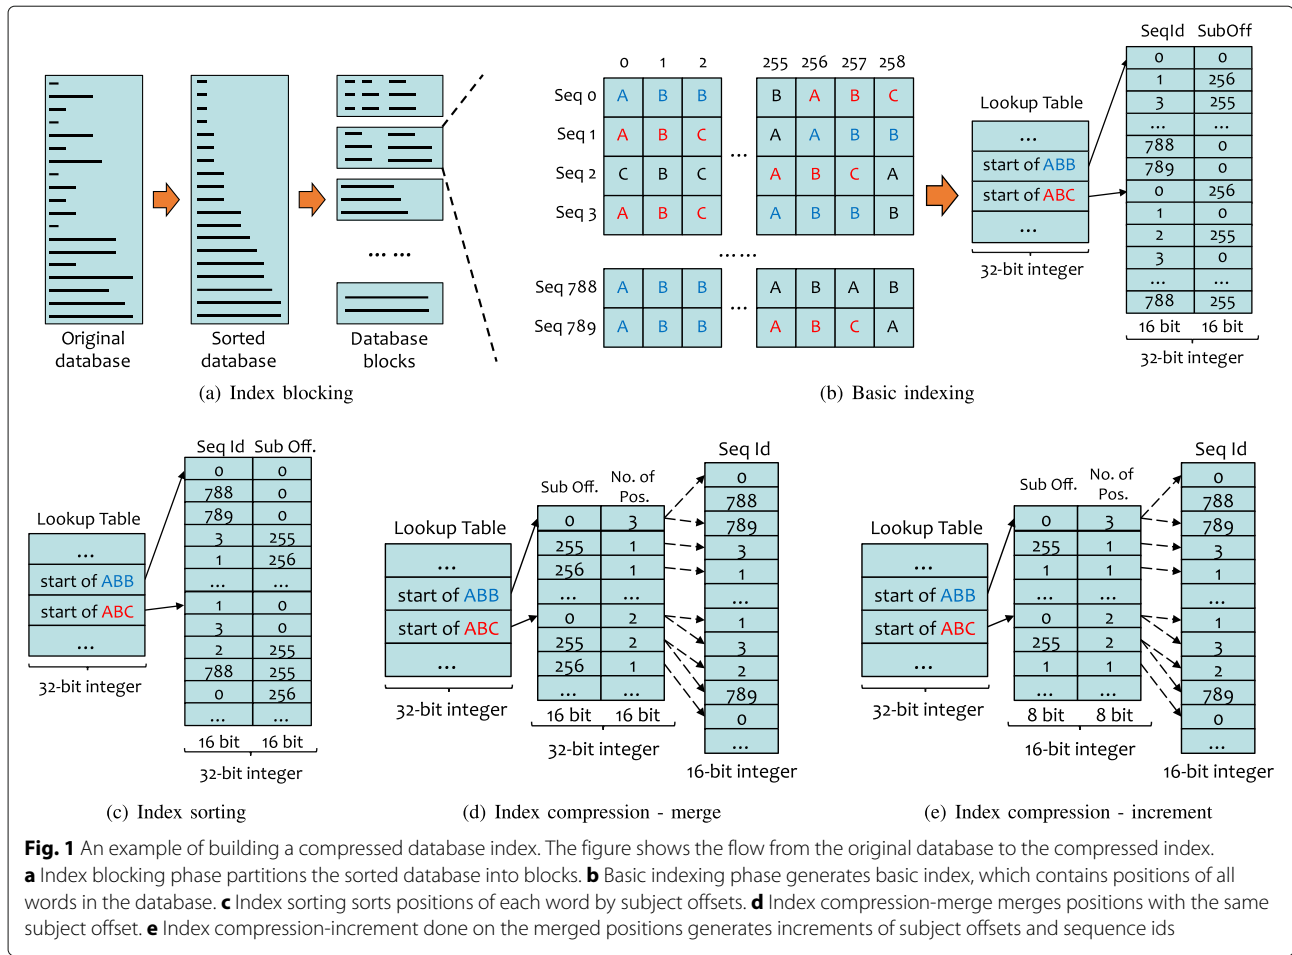 0 1 2 255 256 257 258
Seq 0 A B B B A B C
Seq 1 A B C A A B B
...
Seq 2 C B C A B C A
Seq 3 A B C A B B B
... ...
Seq 788 A B B A B A B
...
Seq 789 A B B A B C A
Lookup Table
...
start of ABB
start of ABC
...
32-bit integer
SeqId SubOff
0 0
1 256
3 255
... ...
788 0
789 0
0 256
1 0
2 255
3 0
... ...
788 255
16 bit 16 bit
32-bit integer
... ...
Original database
Sorted database
Database blocks
(a) Index blocking
(b) Basic indexing
Lookup Table
...
start of ABB
start of ABC
...
32-bit integer
Seq Id Sub Off.
0 0
788 0
789 0
3 255
1 256
... ...
1 0
3 0
2 255
788 255
0 256
... ...
16 bit 16 bit
32-bit integer
(c) Index sorting
Lookup Table
...
start of ABB
start of ABC
...
32-bit integer
Sub Off. No. of Pos.
0 3
255 1
256 1
... ...
0 2
255 2
256 1
... ...
16 bit 16 bit
32-bit integer
Seq Id
0
788
789
3
1
...
1
3
2
789
0
...
16-bit integer
(d) Index compression - merge
Lookup Table
...
start of ABB
start of ABC
...
32-bit integer
Sub Off. No. of Pos.
0 3
255 1
1 1
... ...
0 2
255 2
1 1
... ...
8 bit 8 bit
16-bit integer
Seq Id
0
788
789
3
1
...
1
3
2
789
0
...
16-bit integer
(e) Index compression - increment
Fig. 1 An example of building a compressed database index. The figure shows the flow from the original database to the compressed index.
a Index blocking phase partitions the sorted database into blocks. b Basic indexing phase generates basic index, which contains positions of all
words in the database. c Index sorting sorts positions of each word by subject offsets. d Index compression-merge merges positions with the same
subject offset. e Index compression-increment done on the merged positions generates increments of subject offsets and sequence ids